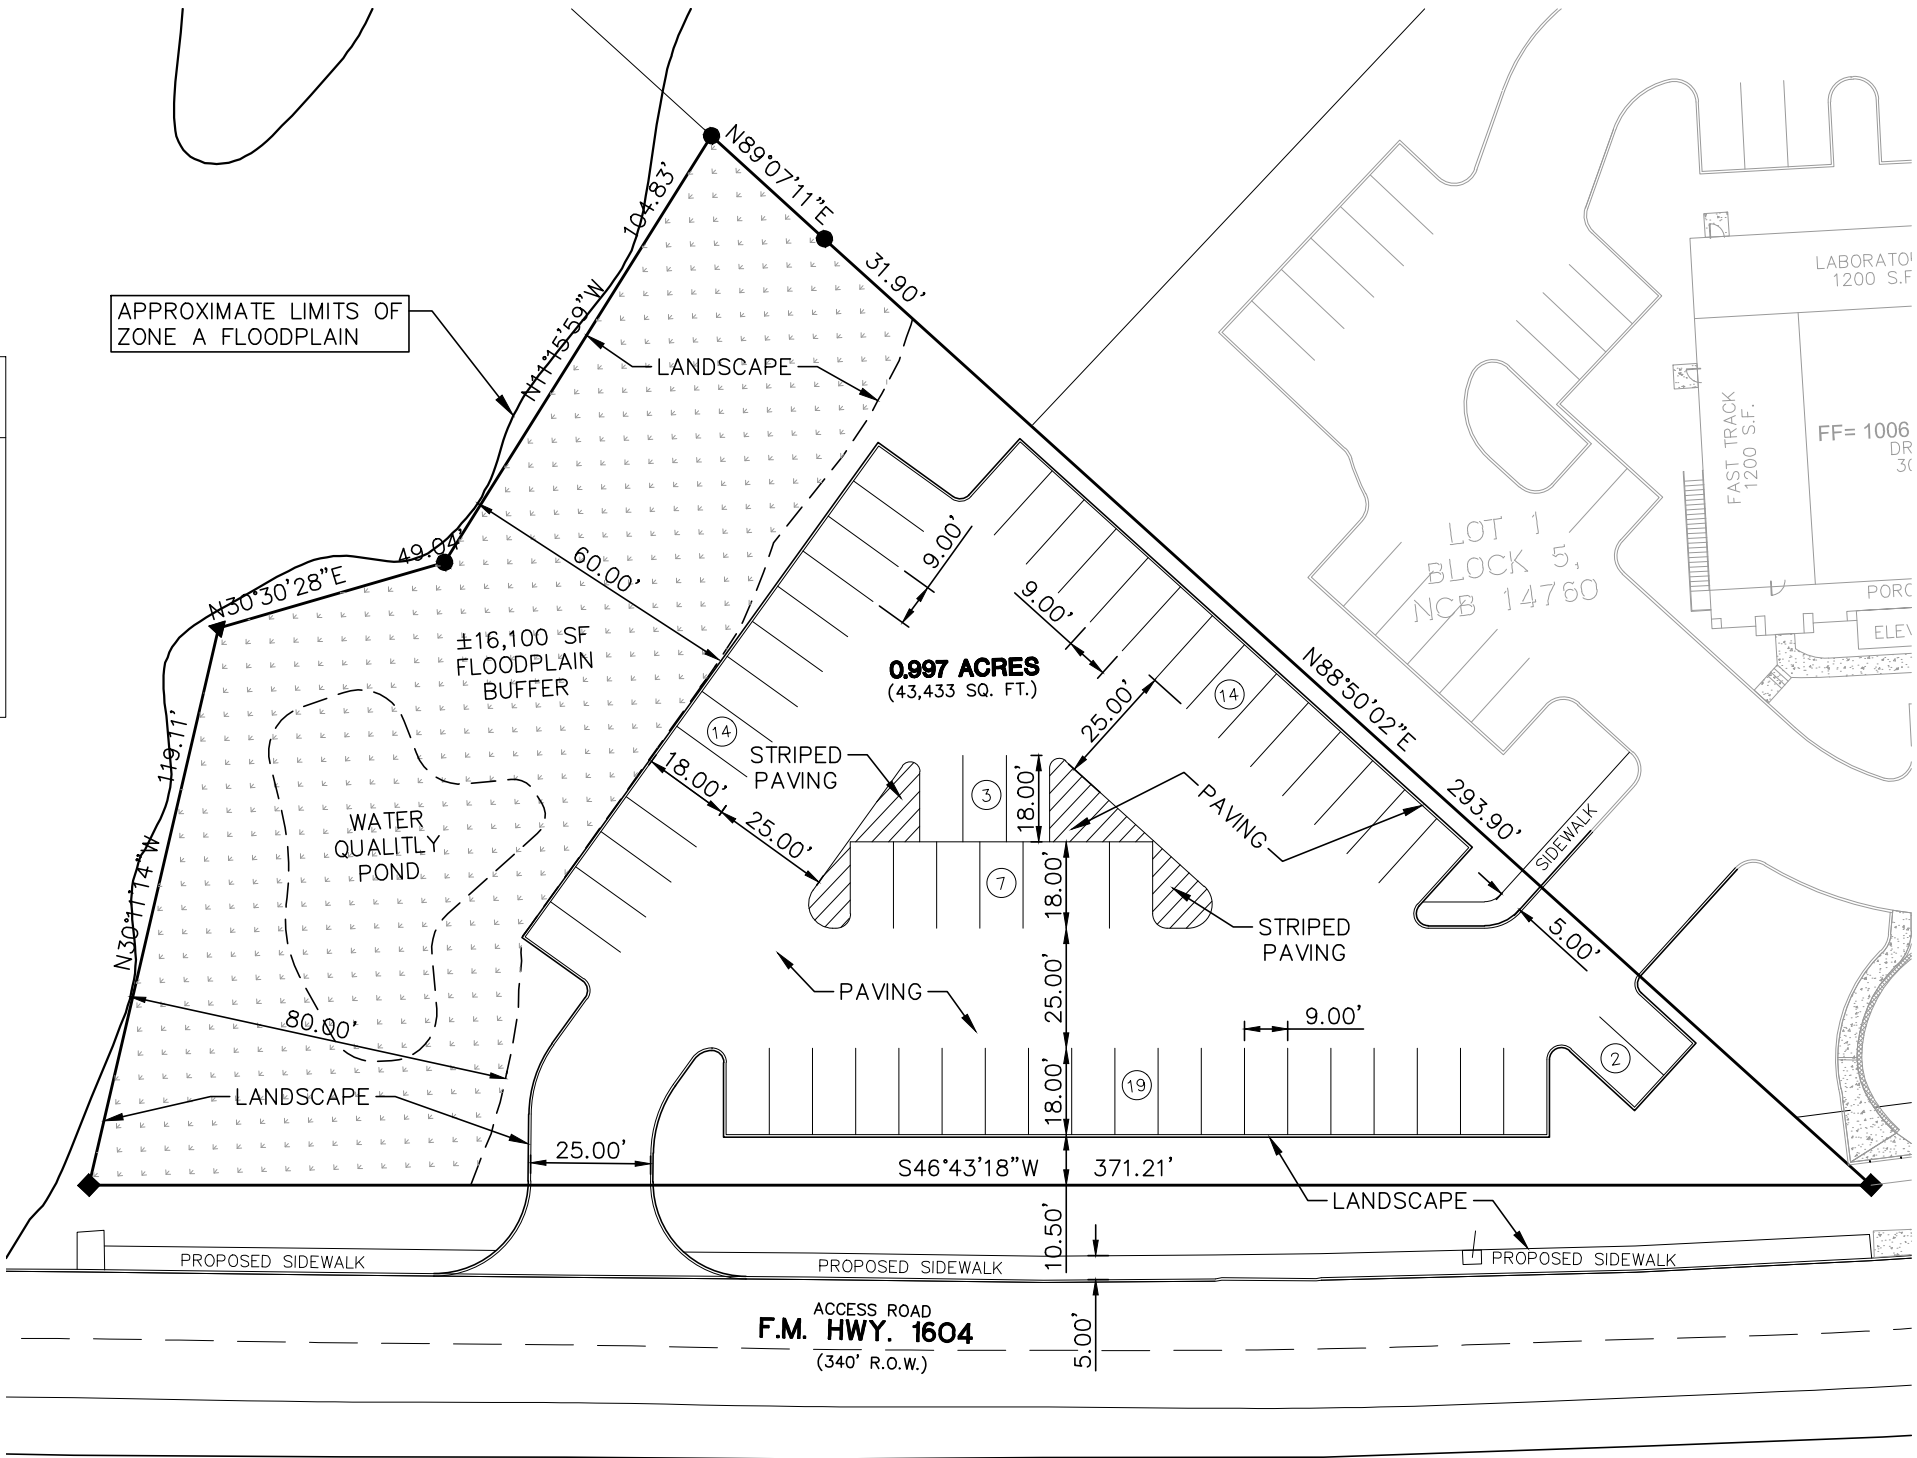 N89°07'11"E
31.90'
104.83'
N11°15'59"W
APPROXIMATE LIMITS OF
ZONE A FLOODPLAIN
LANDSCAPE
49.04'
N30°30'28"E
60.00'
9.00'
9.00'
±16,100 SF
FLOODPLAIN
BUFFER
0.997 ACRES
(43,433 SQ. FT.)
N88°50'02"E
293.90'
14
14
25.00'
119.11'
N30°11'14"W
STRIPED
PAVING
18.00'
25.00'
3
18.00'
PAVING
WATER
QUALITLY
POND
7
18.00'
STRIPED
PAVING
SIDEWALK
5.00'
PAVING
25.00'
9.00'
80.00'
2
19
18.00'
LANDSCAPE
25.00'
S46°43'18"W
371.21'
LANDSCAPE
10.50'
PROPOSED SIDEWALK
PROPOSED SIDEWALK
PROPOSED SIDEWALK
5.00'
ACCESS ROAD
F.M. HWY. 1604
(340' R.O.W.)
LOT 1
BLOCK 5,
NCB 14760
LABORATO
1200 S.F
FAST TRACK
1200 S.F.
FF= 1006
DR
30
PORC
ELEV